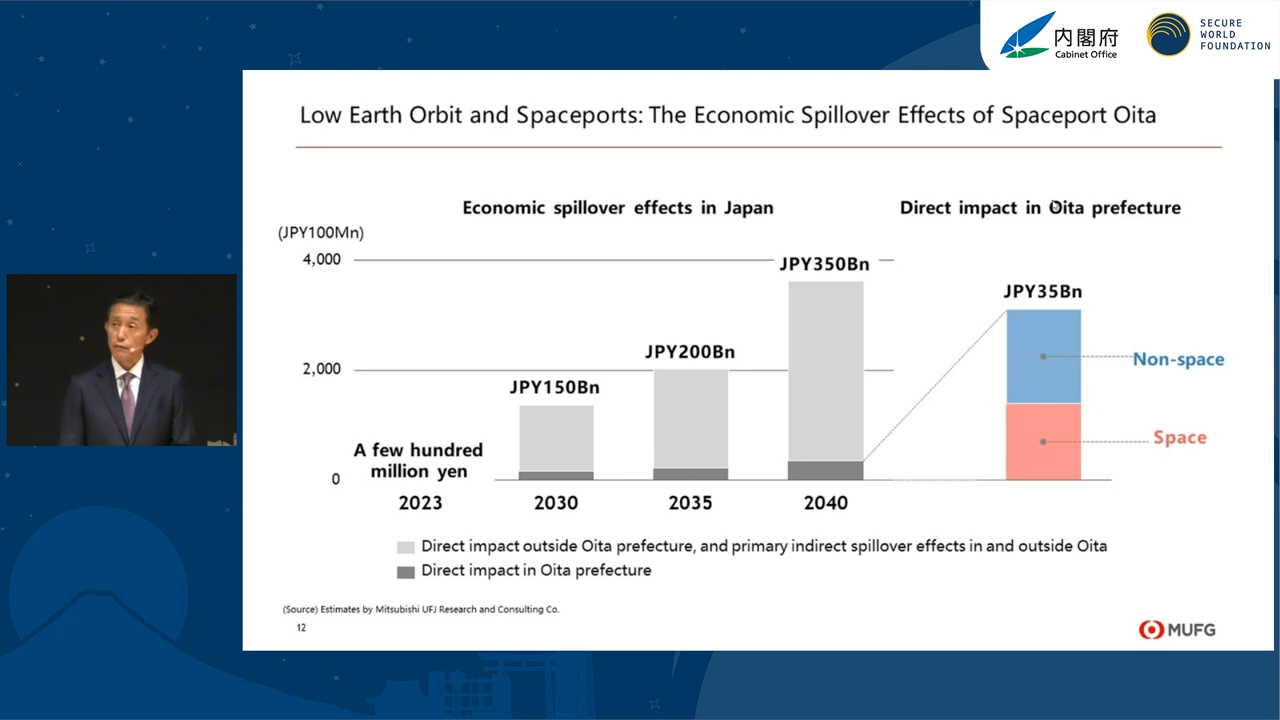 内閣府
Cabinet Office
SECURE
WORLD
FOUNDATION
Low Earth Orbit and Spaceports: The Economic Spillover Effects of Spaceport Oita
Economic spillover effects in Japan
Direct impact in Oita prefecture
(JPY100Mn)
4,000
2,000
0
A few hundred
million yen
JPY150Bn
JPY200Bn
JPY350Bn
JPY35Bn
Non-space
Space
2023
2030
2035
2040
Direct impact outside Oita prefecture, and primary indirect spillover effects in and outside Oita
Direct impact in Oita prefecture
(Source) Estimates by Mitsubishi UFJ Research and Consulting Co.
12
MUFG